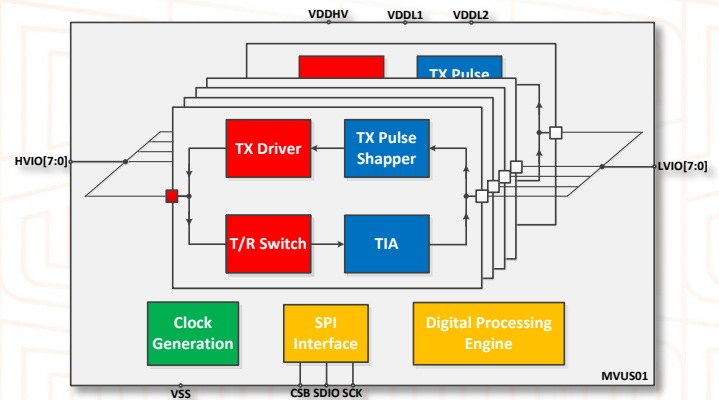 VDDHV VDDL1 VDDL2
TX Pulse
TX Driver
TX Pulse
Shapper
HVIO[7:0]
LVIO[7:0]
T/R Switch
TIA
Clock
Generation
SPI
Interface
Digital Processing
Engine
MVUS01
VSS
CSB SDIO SCK